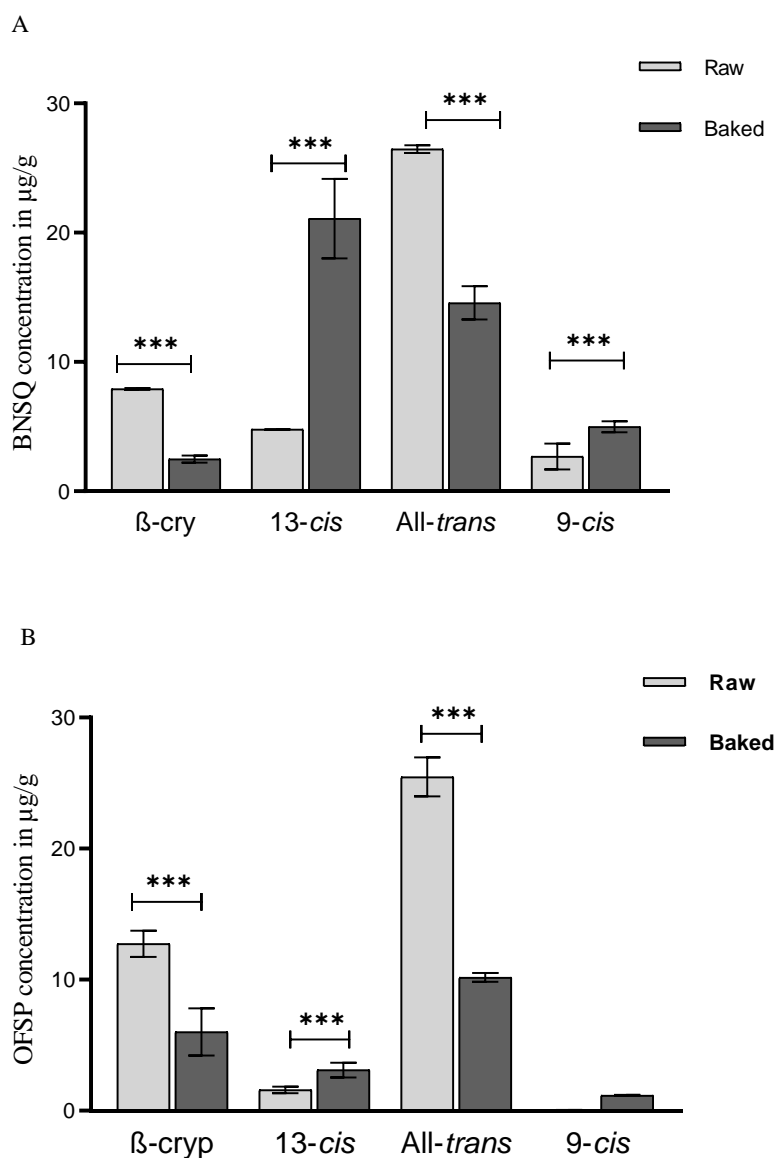 A
Raw
Baked
BNSQ concentration in µg/g
30
20
10
0
***
***
***
***
ß-cry 13-cis All-trans 9-cis
B
Raw
Baked
OFSP concentration in µg/g
30
20
10
0
***
***
***
ß-cryp 13-cis All-trans 9-cis